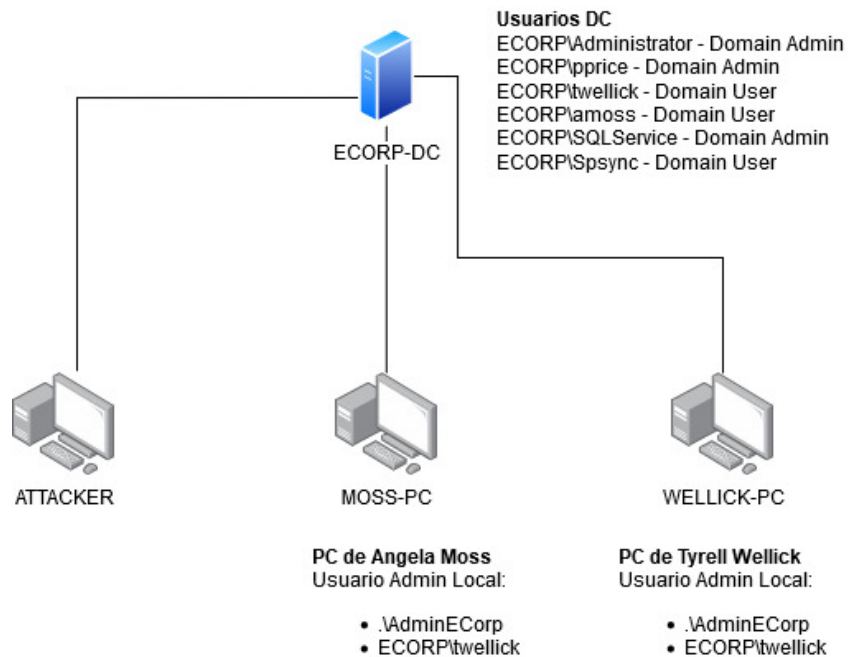 Usuarios DC
ECORP\Administrator - Domain Admin
ECORP\pprice - Domain Admin
ECORP\twellick - Domain User
ECORP\amoss - Domain User
ECORP\SQLService - Domain Admin
ECORP\Spsync - Domain User
ECORP-DC
ATTACKER
MOSS-PC
WELLICK-PC
PC de Angela Moss
Usuario Admin Local:
• .\AdminECorp
• ECORP\twellick
PC de Tyrell Wellick
Usuario Admin Local:
• .\AdminECorp
• ECORP\twellick